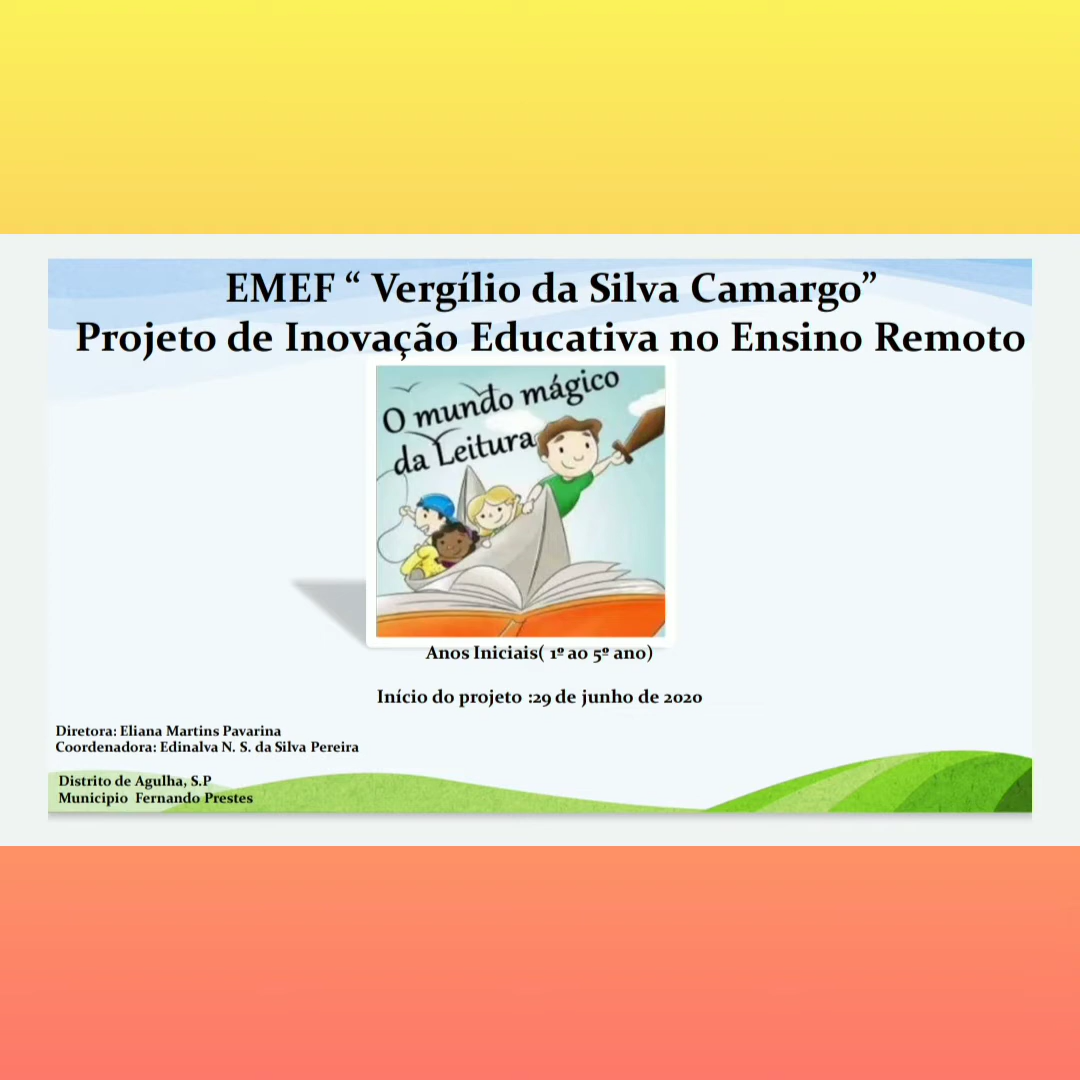 EMEF “ Vergílio da Silva Camargo”
Projeto de Inovação Educativa no Ensino Remoto
O mundo mágico
da Leitura
Anos Iniciais( 1º ao 5º ano)
Início do projeto :29 de junho de 2020
Diretora: Eliana Martins Pavarina
Coordenadora: Edinalva N. S. da Silva Pereira
Distrito de Agulha, S.P
Municipio  Fernando Prestes